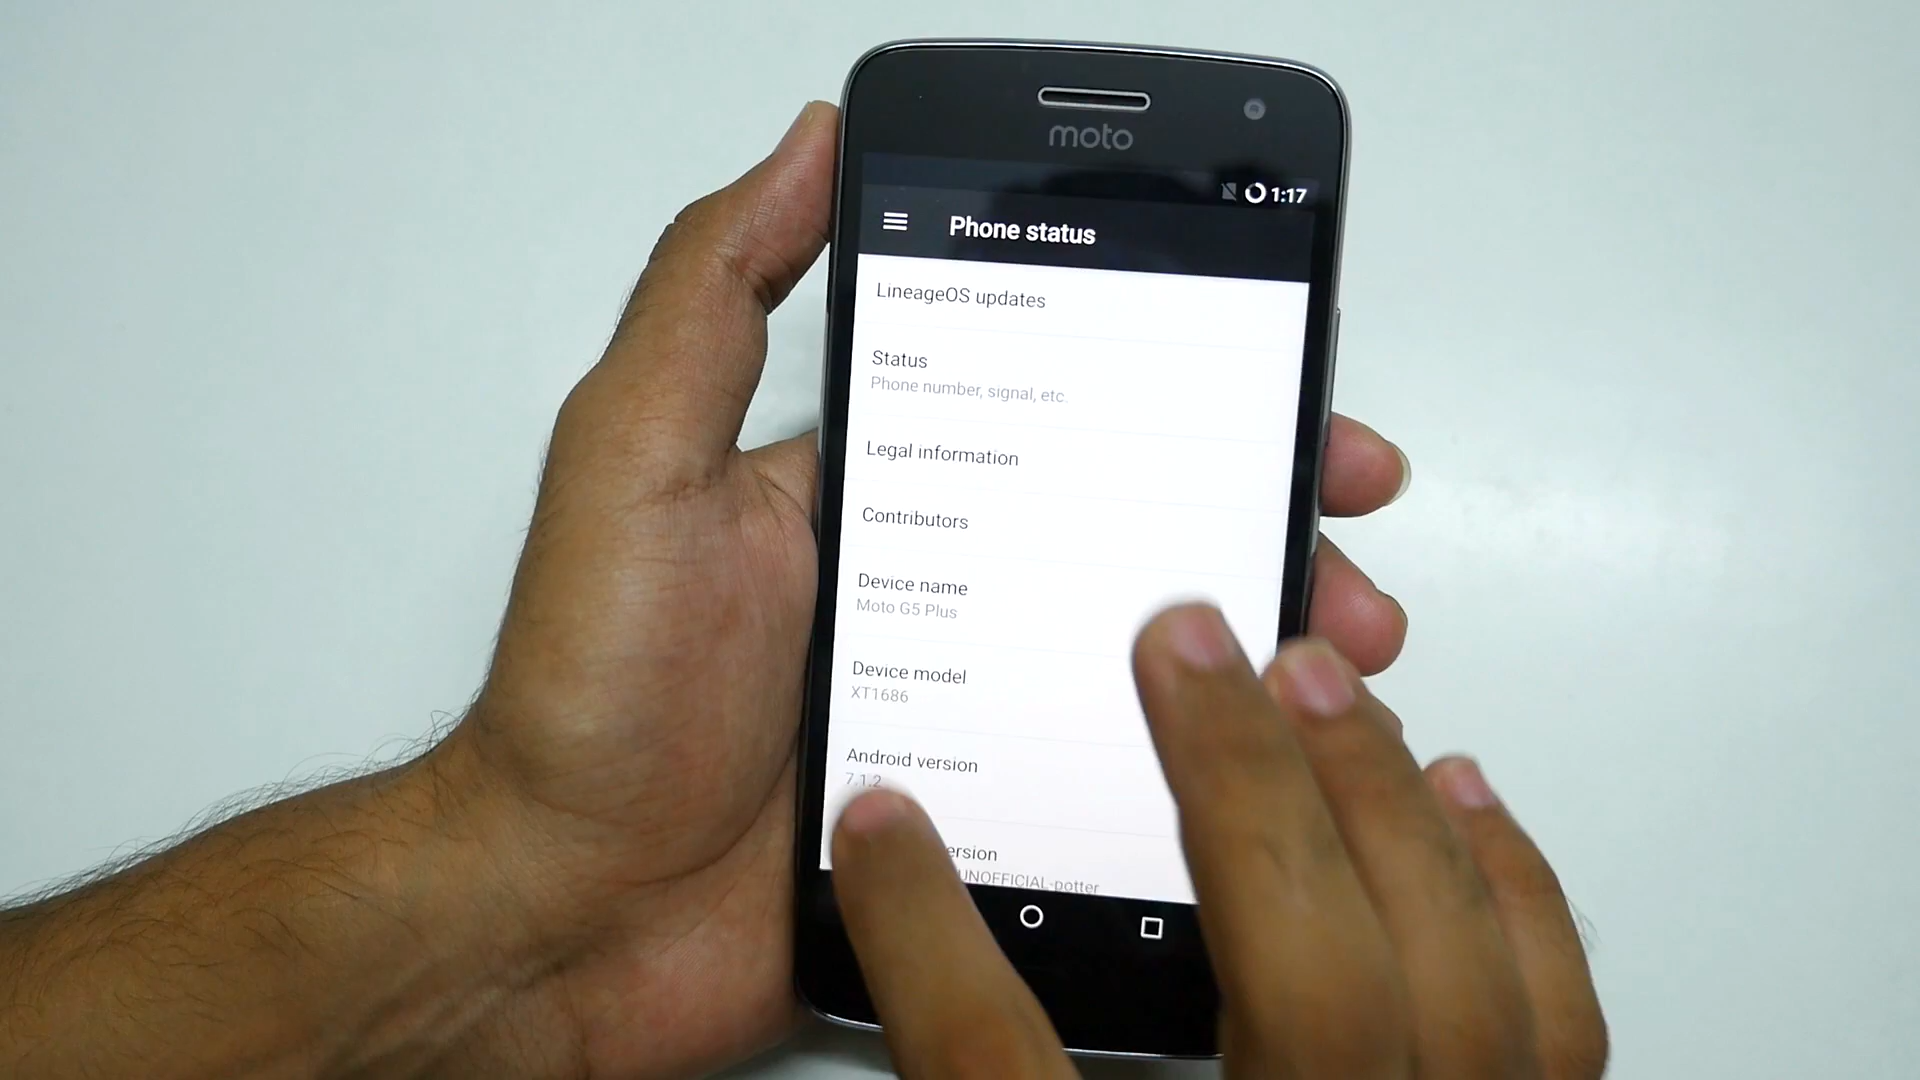 moto
1:17
Phone status
LineageOS updates
Status
Phone number, signal, etc.
Legal information
Contributors
Device name
Moto G5 Plus
Device model
XT1686
Android version
7.1.2
ersion
UNOFFICIAL-potter